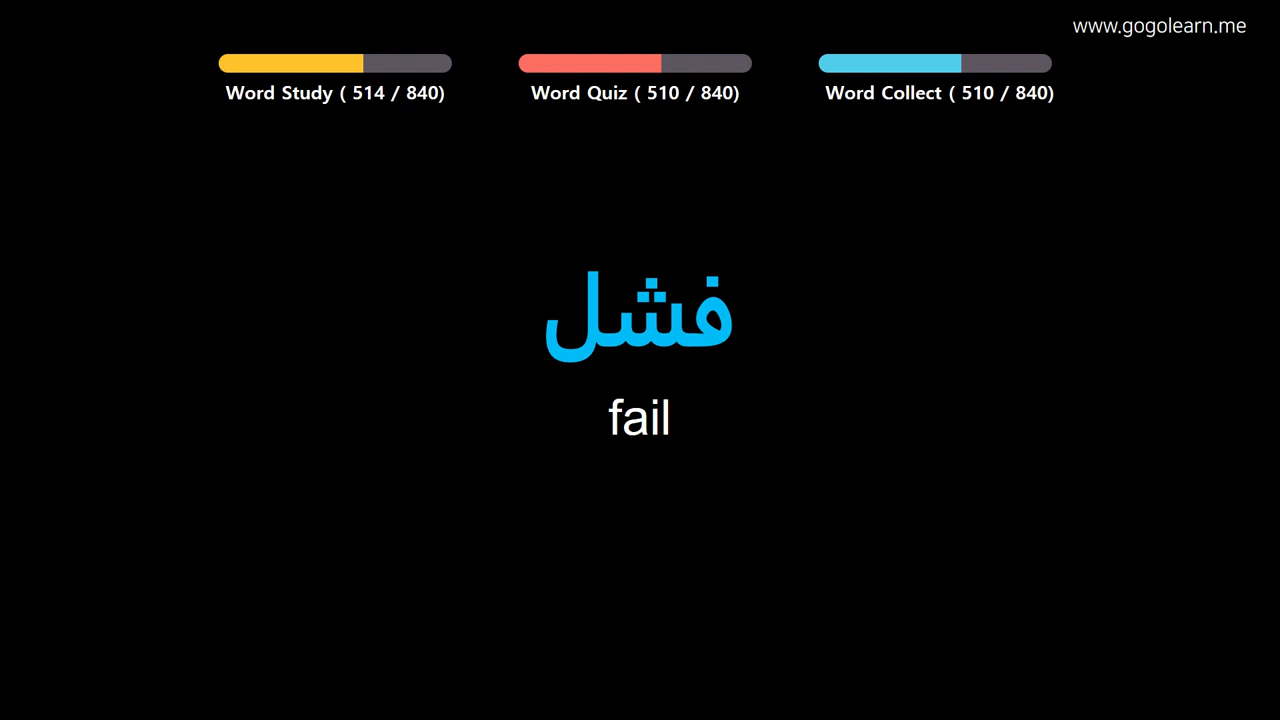 www.gogolearn.me
Word Study ( 514 / 840)
Word Quiz ( 510 / 840)
Word Collect ( 510 / 840)
فشل
fail